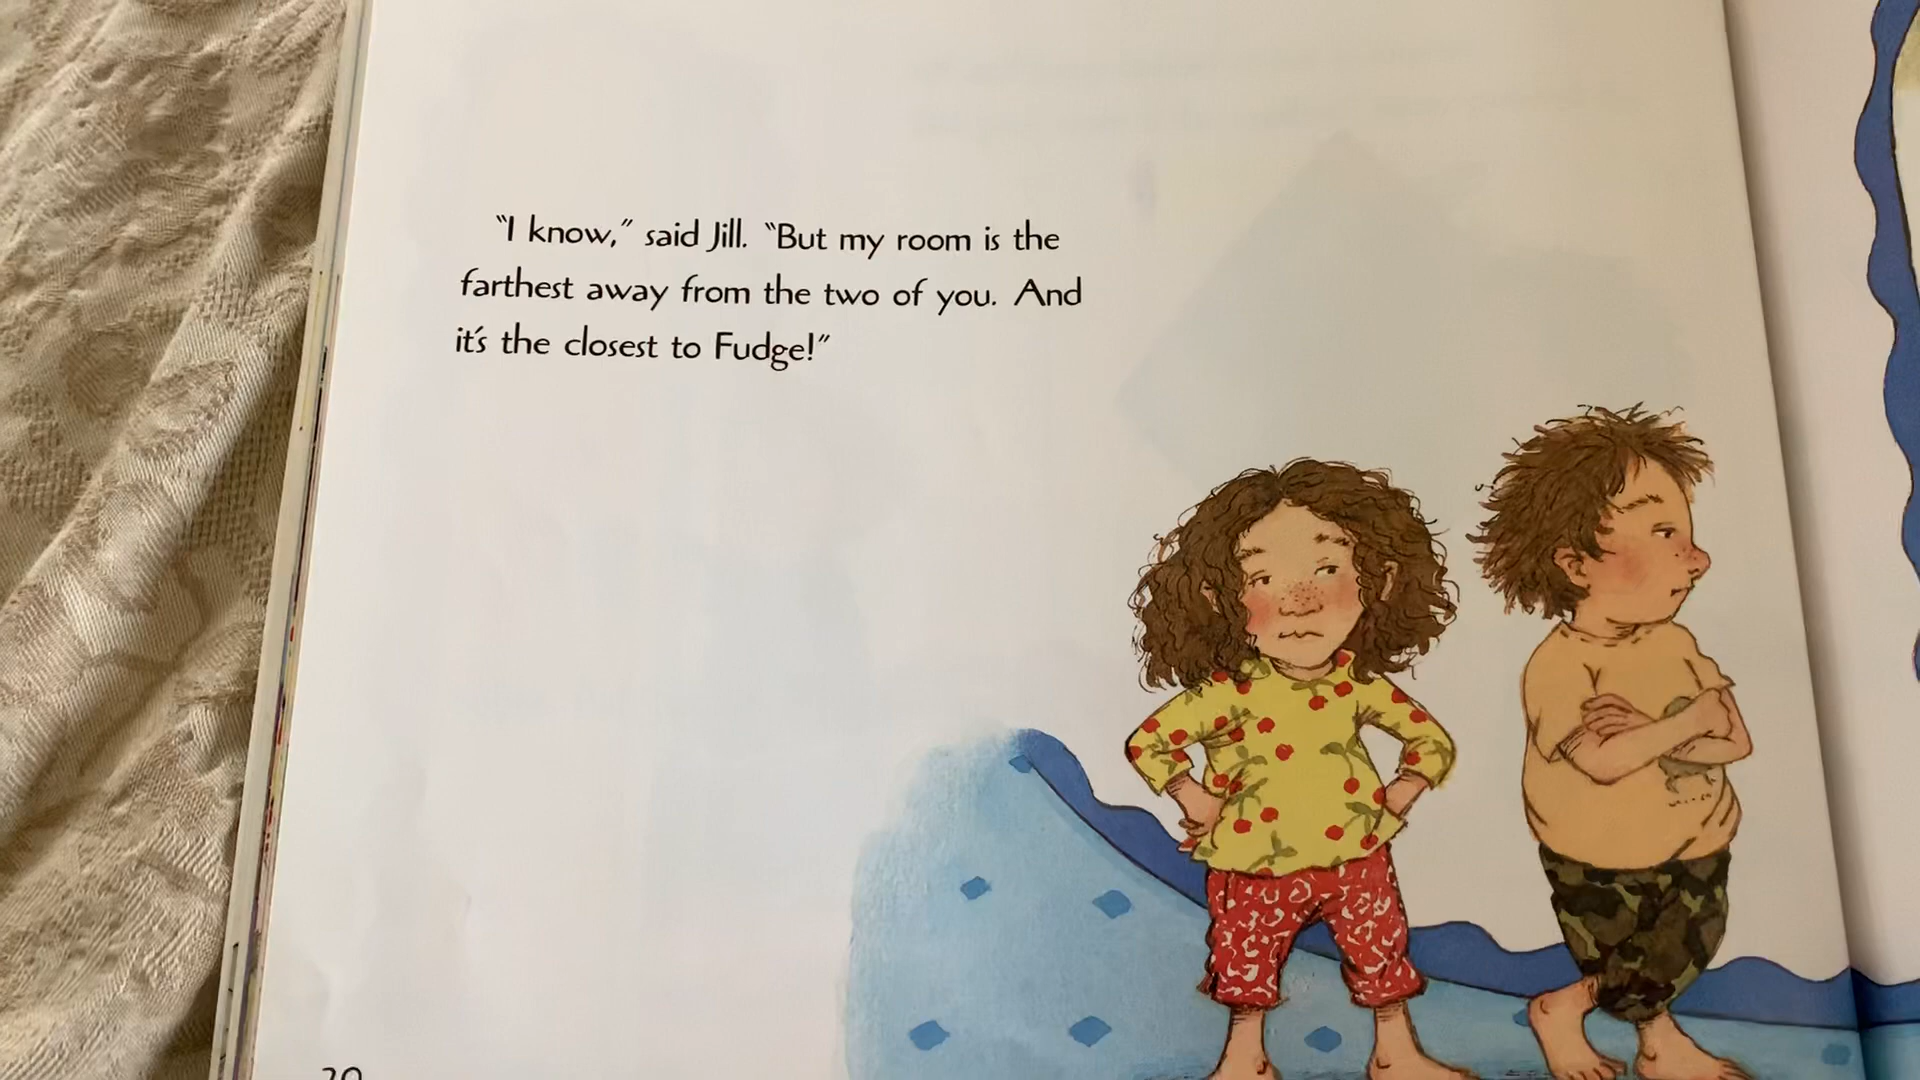 “I know,” said Jill. “But my room is the
farthest away from the two of you. And
it's the closest to Fudge!”